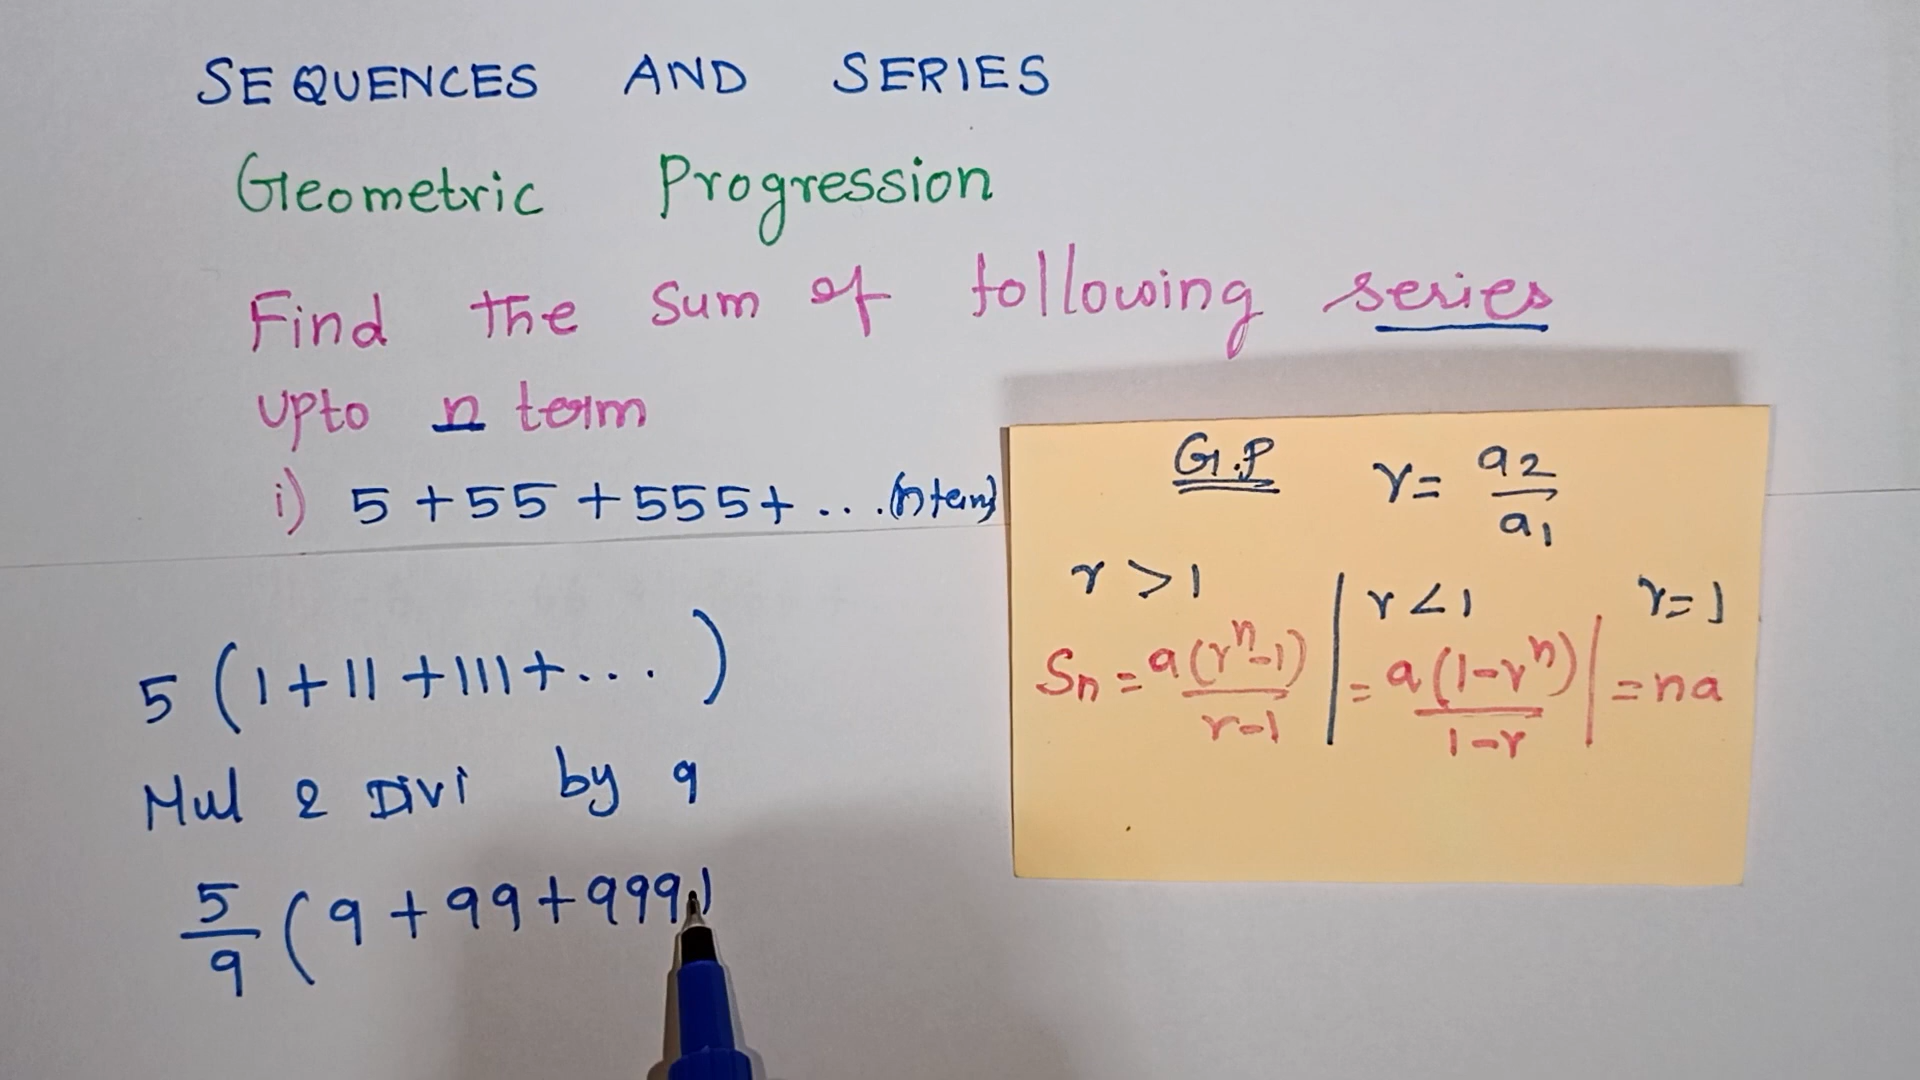 SEQUENCES AND SERIES
Geometric Progression
Find the sum of following series
upto n term
i) 5 + 55 + 555 + ... (n term)
5 ( 1 + 11 + 111 + ... )
Mul & Divi by 9
5/9 ( 9 + 99 + 999
G.P r = a2/a1
r > 1 | r < 1 r = 1
Sn = a(r^n - 1)/r - 1 | = a(1 - r^n)/1 - r | = na